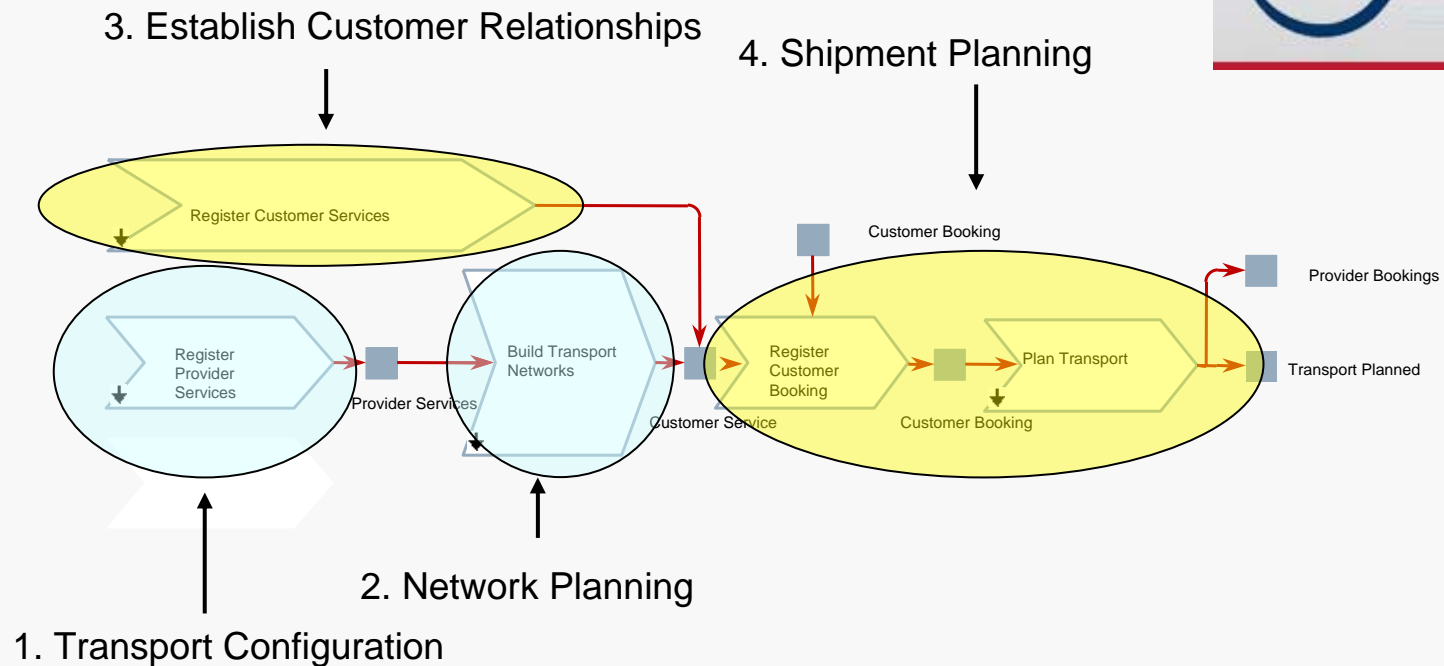 3. Establish Customer Relationships
4. Shipment Planning
Register Customer Services
Customer Booking
Provider Bookings
Register
Provider
Services
Provider Services
Build Transport
Networks
Customer Service
Register
Customer
Booking
Customer Booking
Plan Transport
Transport Planned
2. Network Planning
1. Transport Configuration